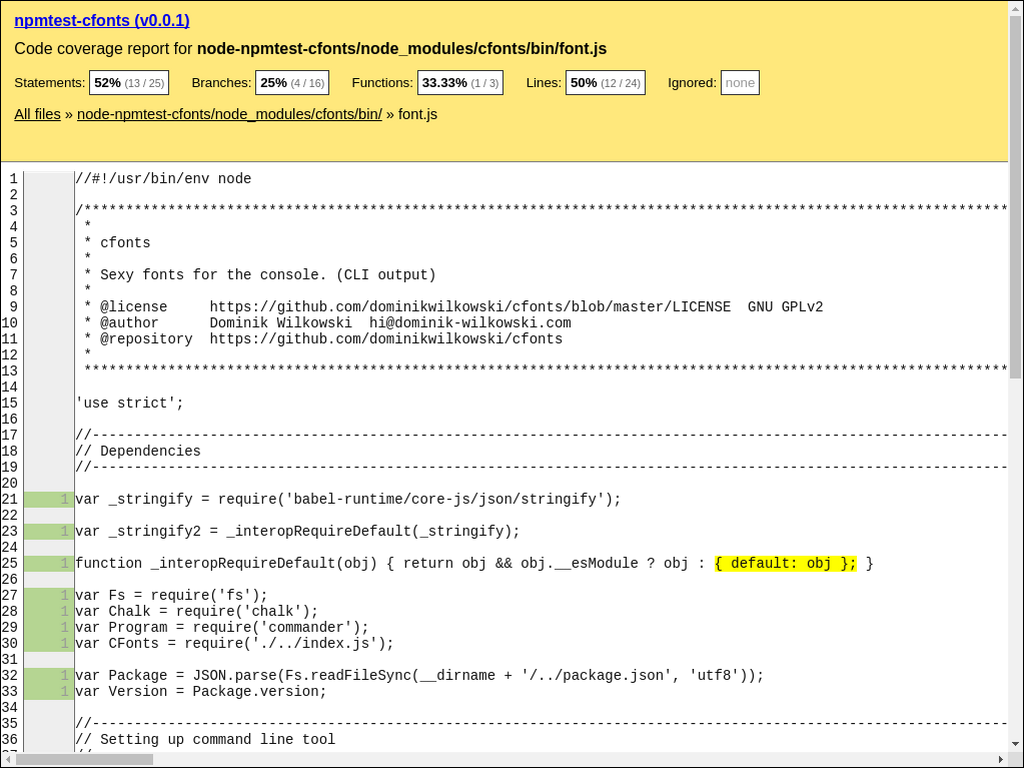 npmtest-cfonts (v0.0.1)
Code coverage report for node-npmtest-cfonts/node_modules/cfonts/bin/font.js
Statements: 52% (13 / 25) Branches: 25% (4 / 16) Functions: 33.33% (1 / 3) Lines: 50% (12 / 24) Ignored: none
All files » node-npmtest-cfonts/node_modules/cfonts/bin/ » font.js
1 //#!/usr/bin/env node
2
3 /***************************************************************************************************************
4  *
5  * cfonts
6  *
7  * Sexy fonts for the console. (CLI output)
8  *
9  * @license     https://github.com/dominikwilkowski/cfonts/blob/master/LICENSE  GNU GPLv2
10  * @author      Dominik Wilkowski  hi@dominik-wilkowski.com
11  * @repository  https://github.com/dominikwilkowski/cfonts
12  *
13  **************************************************************************************************************
14
15 'use strict';
16
17 //-------------------------------------------------------------------------------------------------------------
18 // Dependencies
19 //-------------------------------------------------------------------------------------------------------------
20
21 1 var _stringify = require('babel-runtime/core-js/json/stringify');
22
23 1 var _stringify2 = _interopRequireDefault(_stringify);
24
25 1 function _interopRequireDefault(obj) { return obj && obj.__esModule ? obj : { default: obj }; }
26
27 1 var Fs = require('fs');
28 1 var Chalk = require('chalk');
29 1 var Program = require('commander');
30 1 var CFonts = require('./../index.js');
31
32 1 var Package = JSON.parse(Fs.readFileSync(__dirname + '/../package.json', 'utf8'));
33 1 var Version = Package.version;
34
35 //-------------------------------------------------------------------------------------------------------------
36 // Setting up command line tool